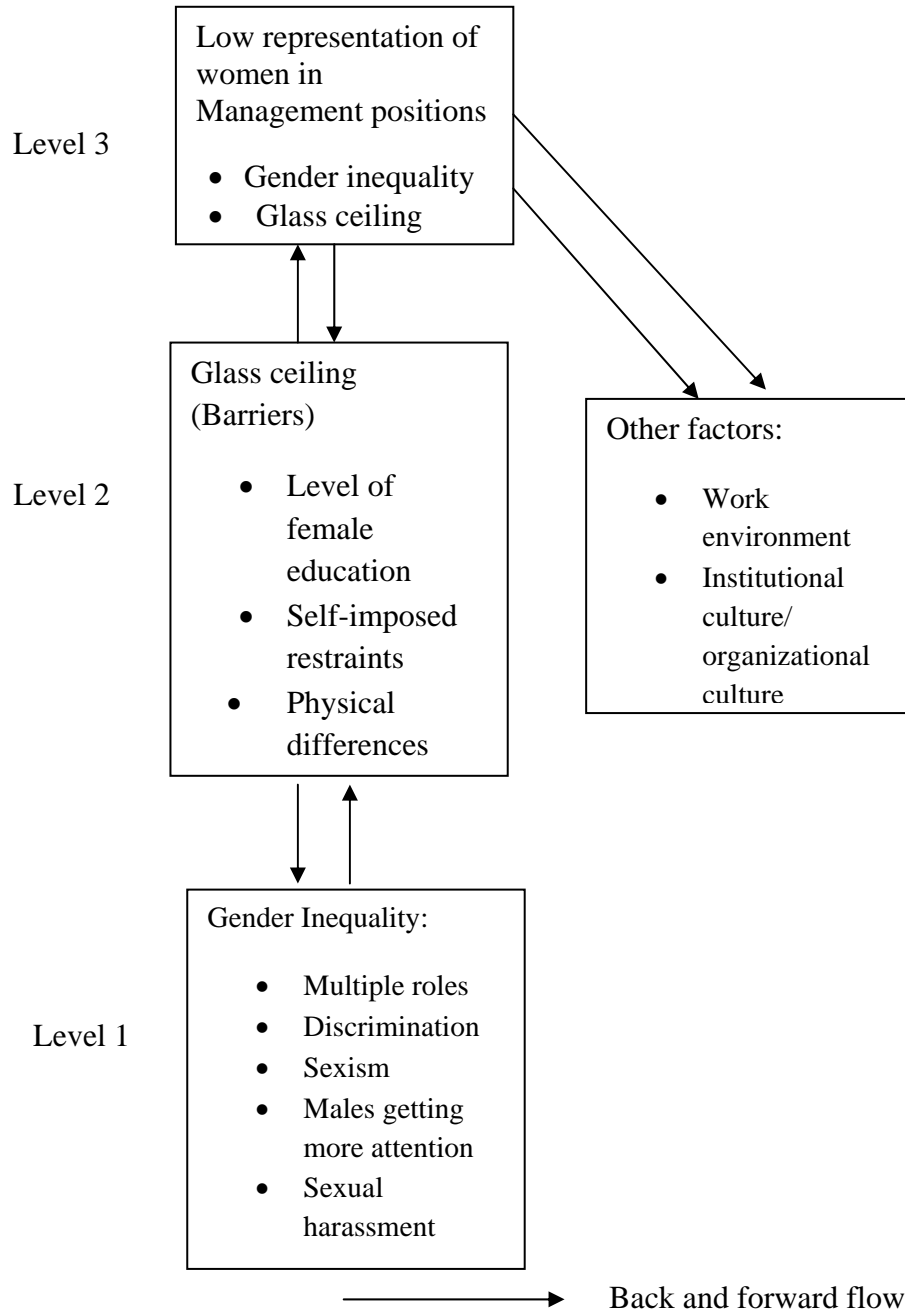 Low representation of
women in
Management positions
Level 3
• Gender inequality
• Glass ceiling
Glass ceiling
(Barriers)
Level 2
• Level of
female
education
• Self-imposed
restraints
• Physical
differences
Other factors:
• Work
environment
• Institutional
culture/
organizational
culture
Gender Inequality:
Level 1
• Multiple roles
• Discrimination
• Sexism
• Males getting
more attention
• Sexual
harassment
Back and forward flow